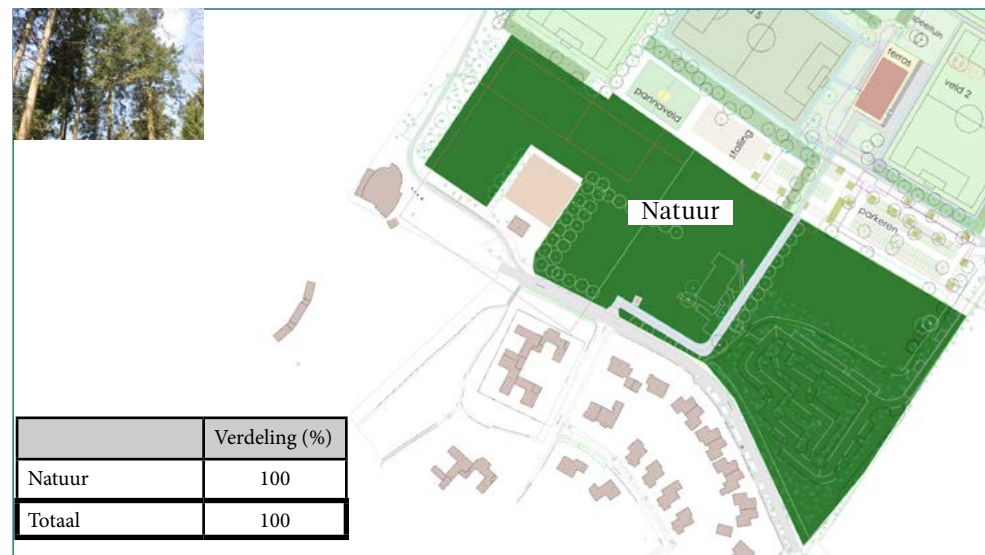 speeltuin
terras
veld 2
pannaveld
stalling
Natuur
parkeren
Verdeling (%)
Natuur 100
Totaal 100